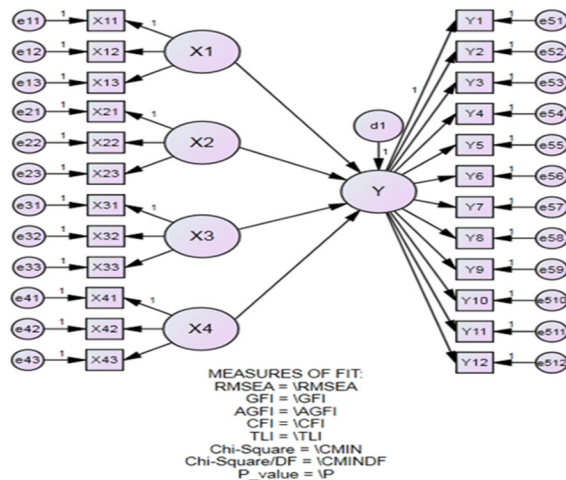 e11 1 X11
e12 1 X12
e13 1 X13
1
X1
e21 1 X21
e22 1 X22
e23 1 X23
1
X2
e31 1 X31
e32 1 X32
e33 1 X33
1
X3
e41 1 X41
e42 1 X42
e43 1 X43
1
X4
d1
1
Y
1
Y1 1 e51
Y2 1 e52
Y3 1 e53
Y4 1 e54
Y5 1 e55
Y6 1 e56
Y7 1 e57
Y8 1 e58
Y9 1 e59
Y10 1 e510
Y11 1 e511
Y12 1 e512
MEASURES OF FIT:
RMSEA = \RMSEA
GFI = \GFI
AGFI = \AGFI
CFI = \CFI
TLI = \TLI
Chi-Square = \CMIN
Chi-Square/DF = \CMINDF
P_value = \P